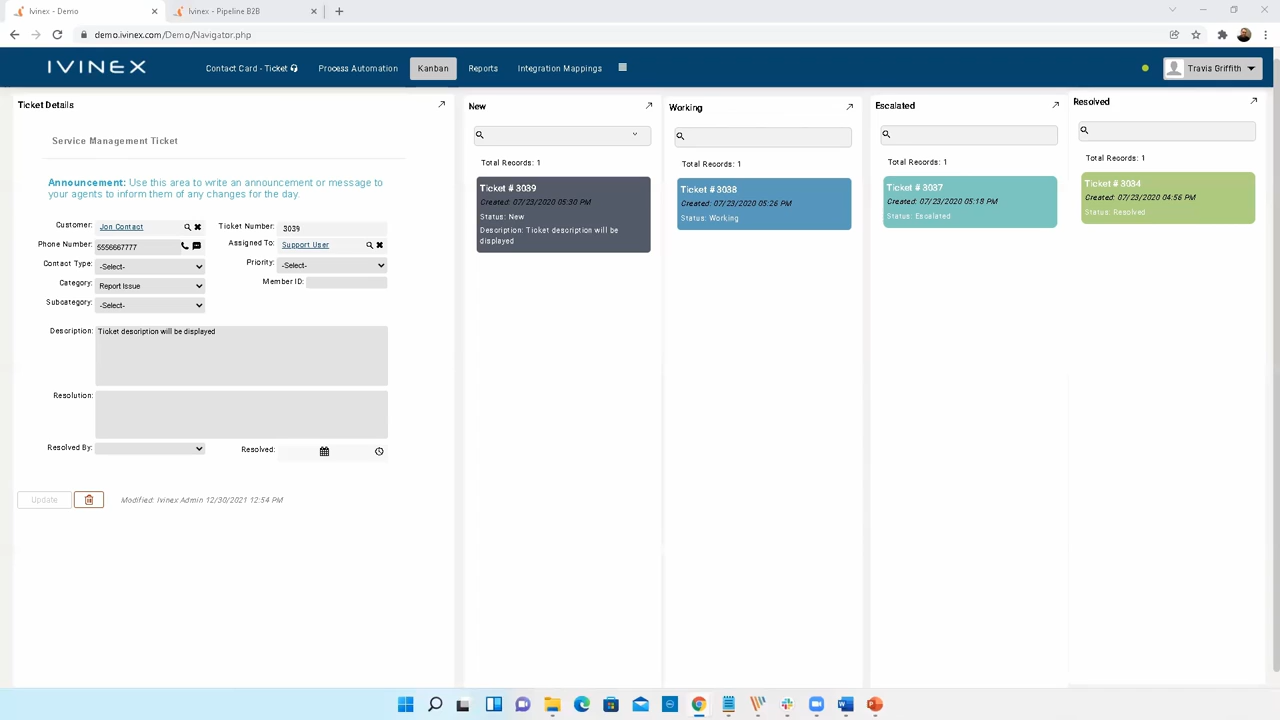 Ivinex - Demo
Ivinex - Pipeline B2B
demo.ivinex.com/Demo/Navigator.php
IVINEX
Contact Card - Ticket
Process Automation
Kanban
Reports
Integration Mappings
Travis Griffith
Ticket Details
Service Management Ticket
Announcement: Use this area to write an announcement or message to
your agents to inform them of any changes for the day.
Customer: Jon Contact
Ticket Number: 3039
Phone Number: 5556667777
Assigned To: Support User
Contact Type: -Select-
Priority: -Select-
Category: Report Issue
Member ID:
Subcategory: -Select-
Description: Ticket description will be displayed
Resolution:
Resolved By:
Resolved:
Update
Modified: Ivinex Admin 12/30/2021 12:54 PM
New
Total Records: 1
Ticket # 3039
Created: 07/23/2020 05:30 PM
Status: New
Description: Ticket description will be
displayed
Working
Total Records: 1
Ticket # 3038
Created: 07/23/2020 05:26 PM
Status: Working
Escalated
Total Records: 1
Ticket # 3037
Created: 07/23/2020 05:18 PM
Status: Escalated
Resolved
Total Records: 1
Ticket # 3034
Created: 07/23/2020 04:56 PM
Status: Resolved